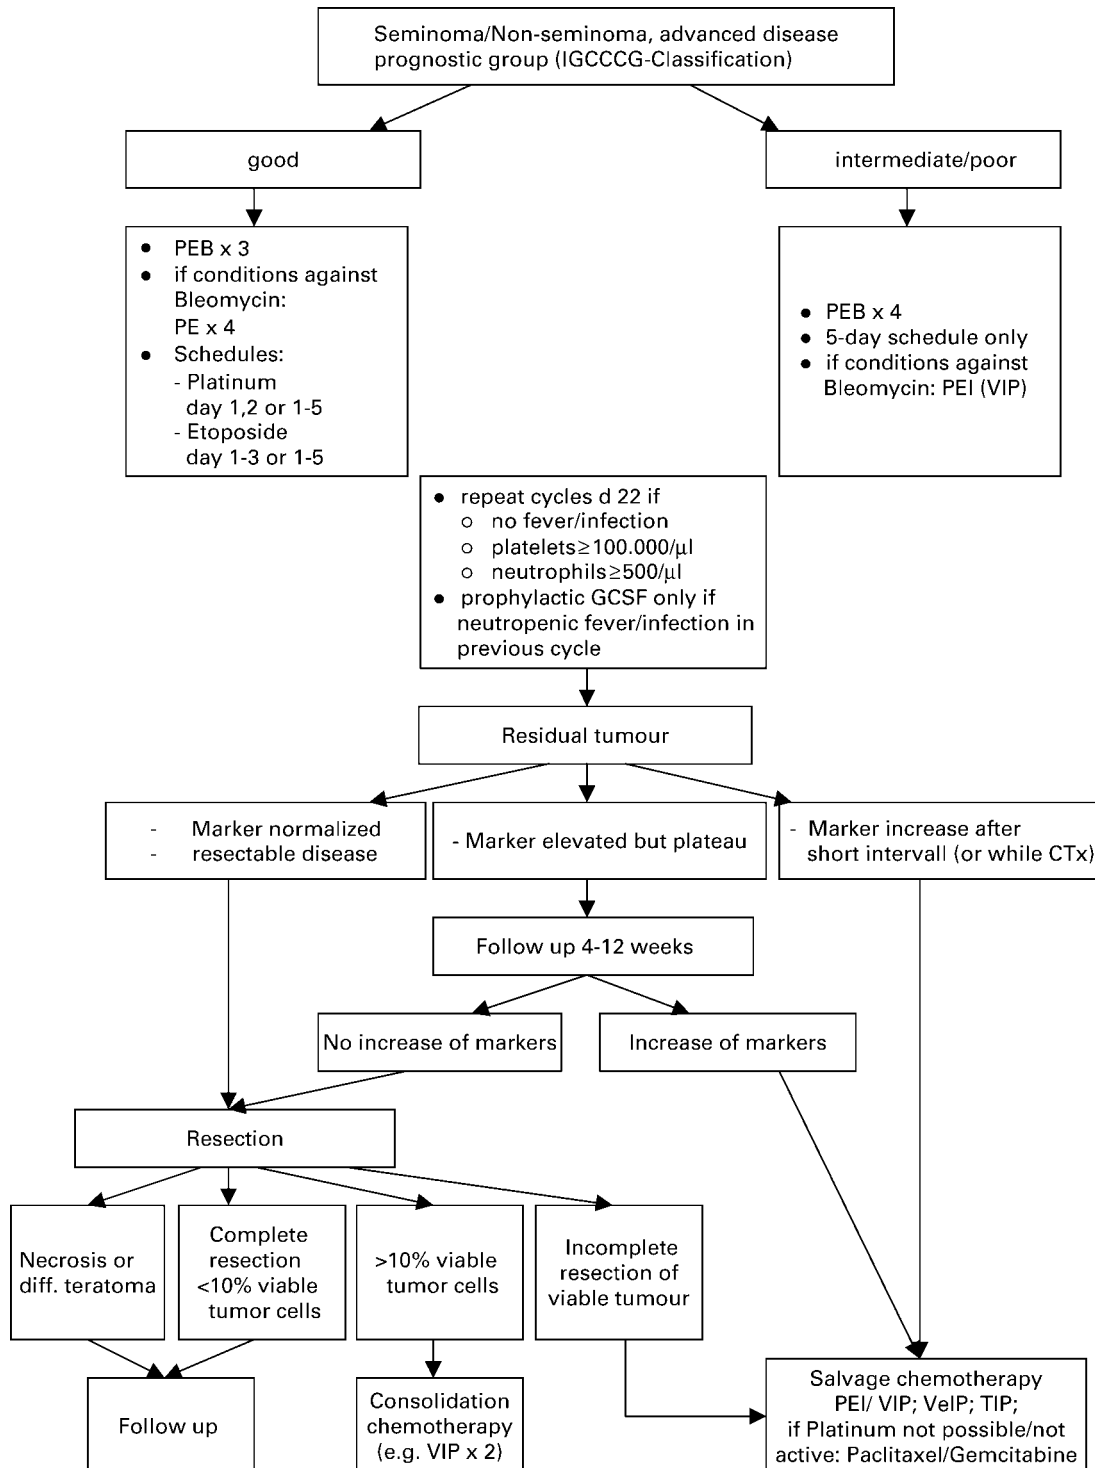 Seminoma/Non-seminoma, advanced disease
prognostic group (IGCCCG-Classification)
good
intermediate/poor
● PEB x 3
● if conditions against
Bleomycin:
PE x 4
● Schedules:
- Platinum
day 1,2 or 1-5
- Etoposide
day 1-3 or 1-5
● PEB x 4
● 5-day schedule only
● if conditions against
Bleomycin: PEI (VIP)
● repeat cycles d 22 if
○ no fever/infection
○ platelets≥100.000/µl
○ neutrophils≥500/µl
● prophylactic GCSF only if
neutropenic fever/infection in
previous cycle
Residual tumour
- Marker normalized
- resectable disease
- Marker elevated but plateau
- Marker increase after
short intervall (or while CTx)
Follow up 4-12 weeks
No increase of markers
Increase of markers
Resection
Necrosis or
diff. teratoma
Complete
resection
<10% viable
tumor cells
>10% viable
tumor cells
Incomplete
resection of
viable tumour
Follow up
Consolidation
chemotherapy
(e.g. VIP x 2)
Salvage chemotherapy
PEI/ VIP; VeIP; TIP;
if Platinum not possible/not
active: Paclitaxel/Gemcitabine